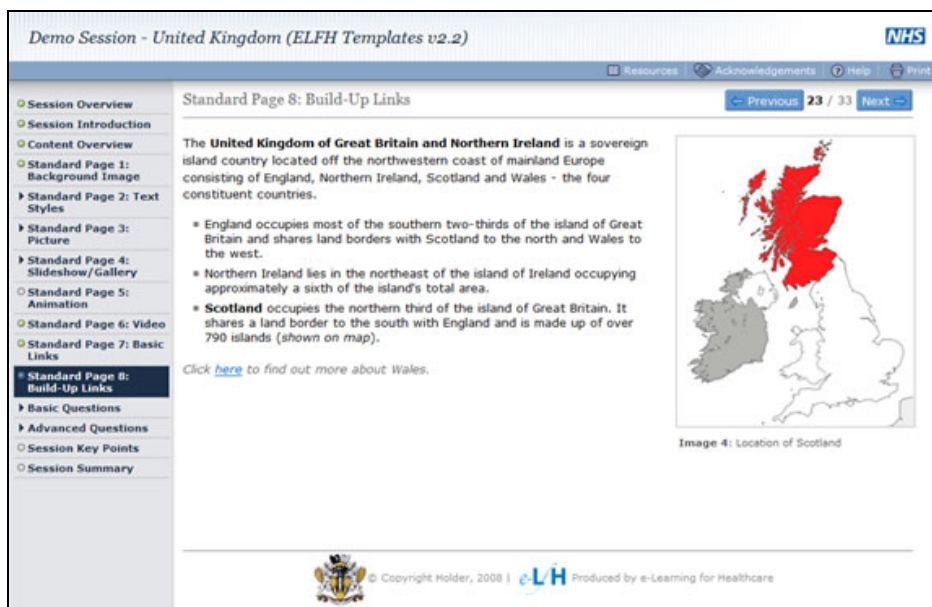 Demo Session - United Kingdom (ELFH Templates v2.2)
NHS
Resources
Acknowledgements
Help
Print
Session Overview
Session Introduction
Content Overview
Standard Page 1:
Background Image
Standard Page 2: Text
Styles
Standard Page 3:
Picture
Standard Page 4:
Slideshow/Gallery
Standard Page 5:
Animation
Standard Page 6: Video
Standard Page 7: Basic
Links
Standard Page 8:
Build-Up Links
Basic Questions
Advanced Questions
Session Key Points
Session Summary
Standard Page 8: Build-Up Links
Previous 23 / 33 Next
The United Kingdom of Great Britain and Northern Ireland is a sovereign
island country located off the northwestern coast of mainland Europe
consisting of England, Northern Ireland, Scotland and Wales - the four
constituent countries.
England occupies most of the southern two-thirds of the island of Great
Britain and shares land borders with Scotland to the north and Wales to
the west.
Northern Ireland lies in the northeast of the island of Ireland occupying
approximately a sixth of the island's total area.
Scotland occupies the northern third of the island of Great Britain. It
shares a land border to the south with England and is made up of over
790 islands (shown on map).
Click here to find out more about Wales.
Image 4: Location of Scotland
© Copyright Holder, 2008 | e-LfH Produced by e-Learning for Healthcare